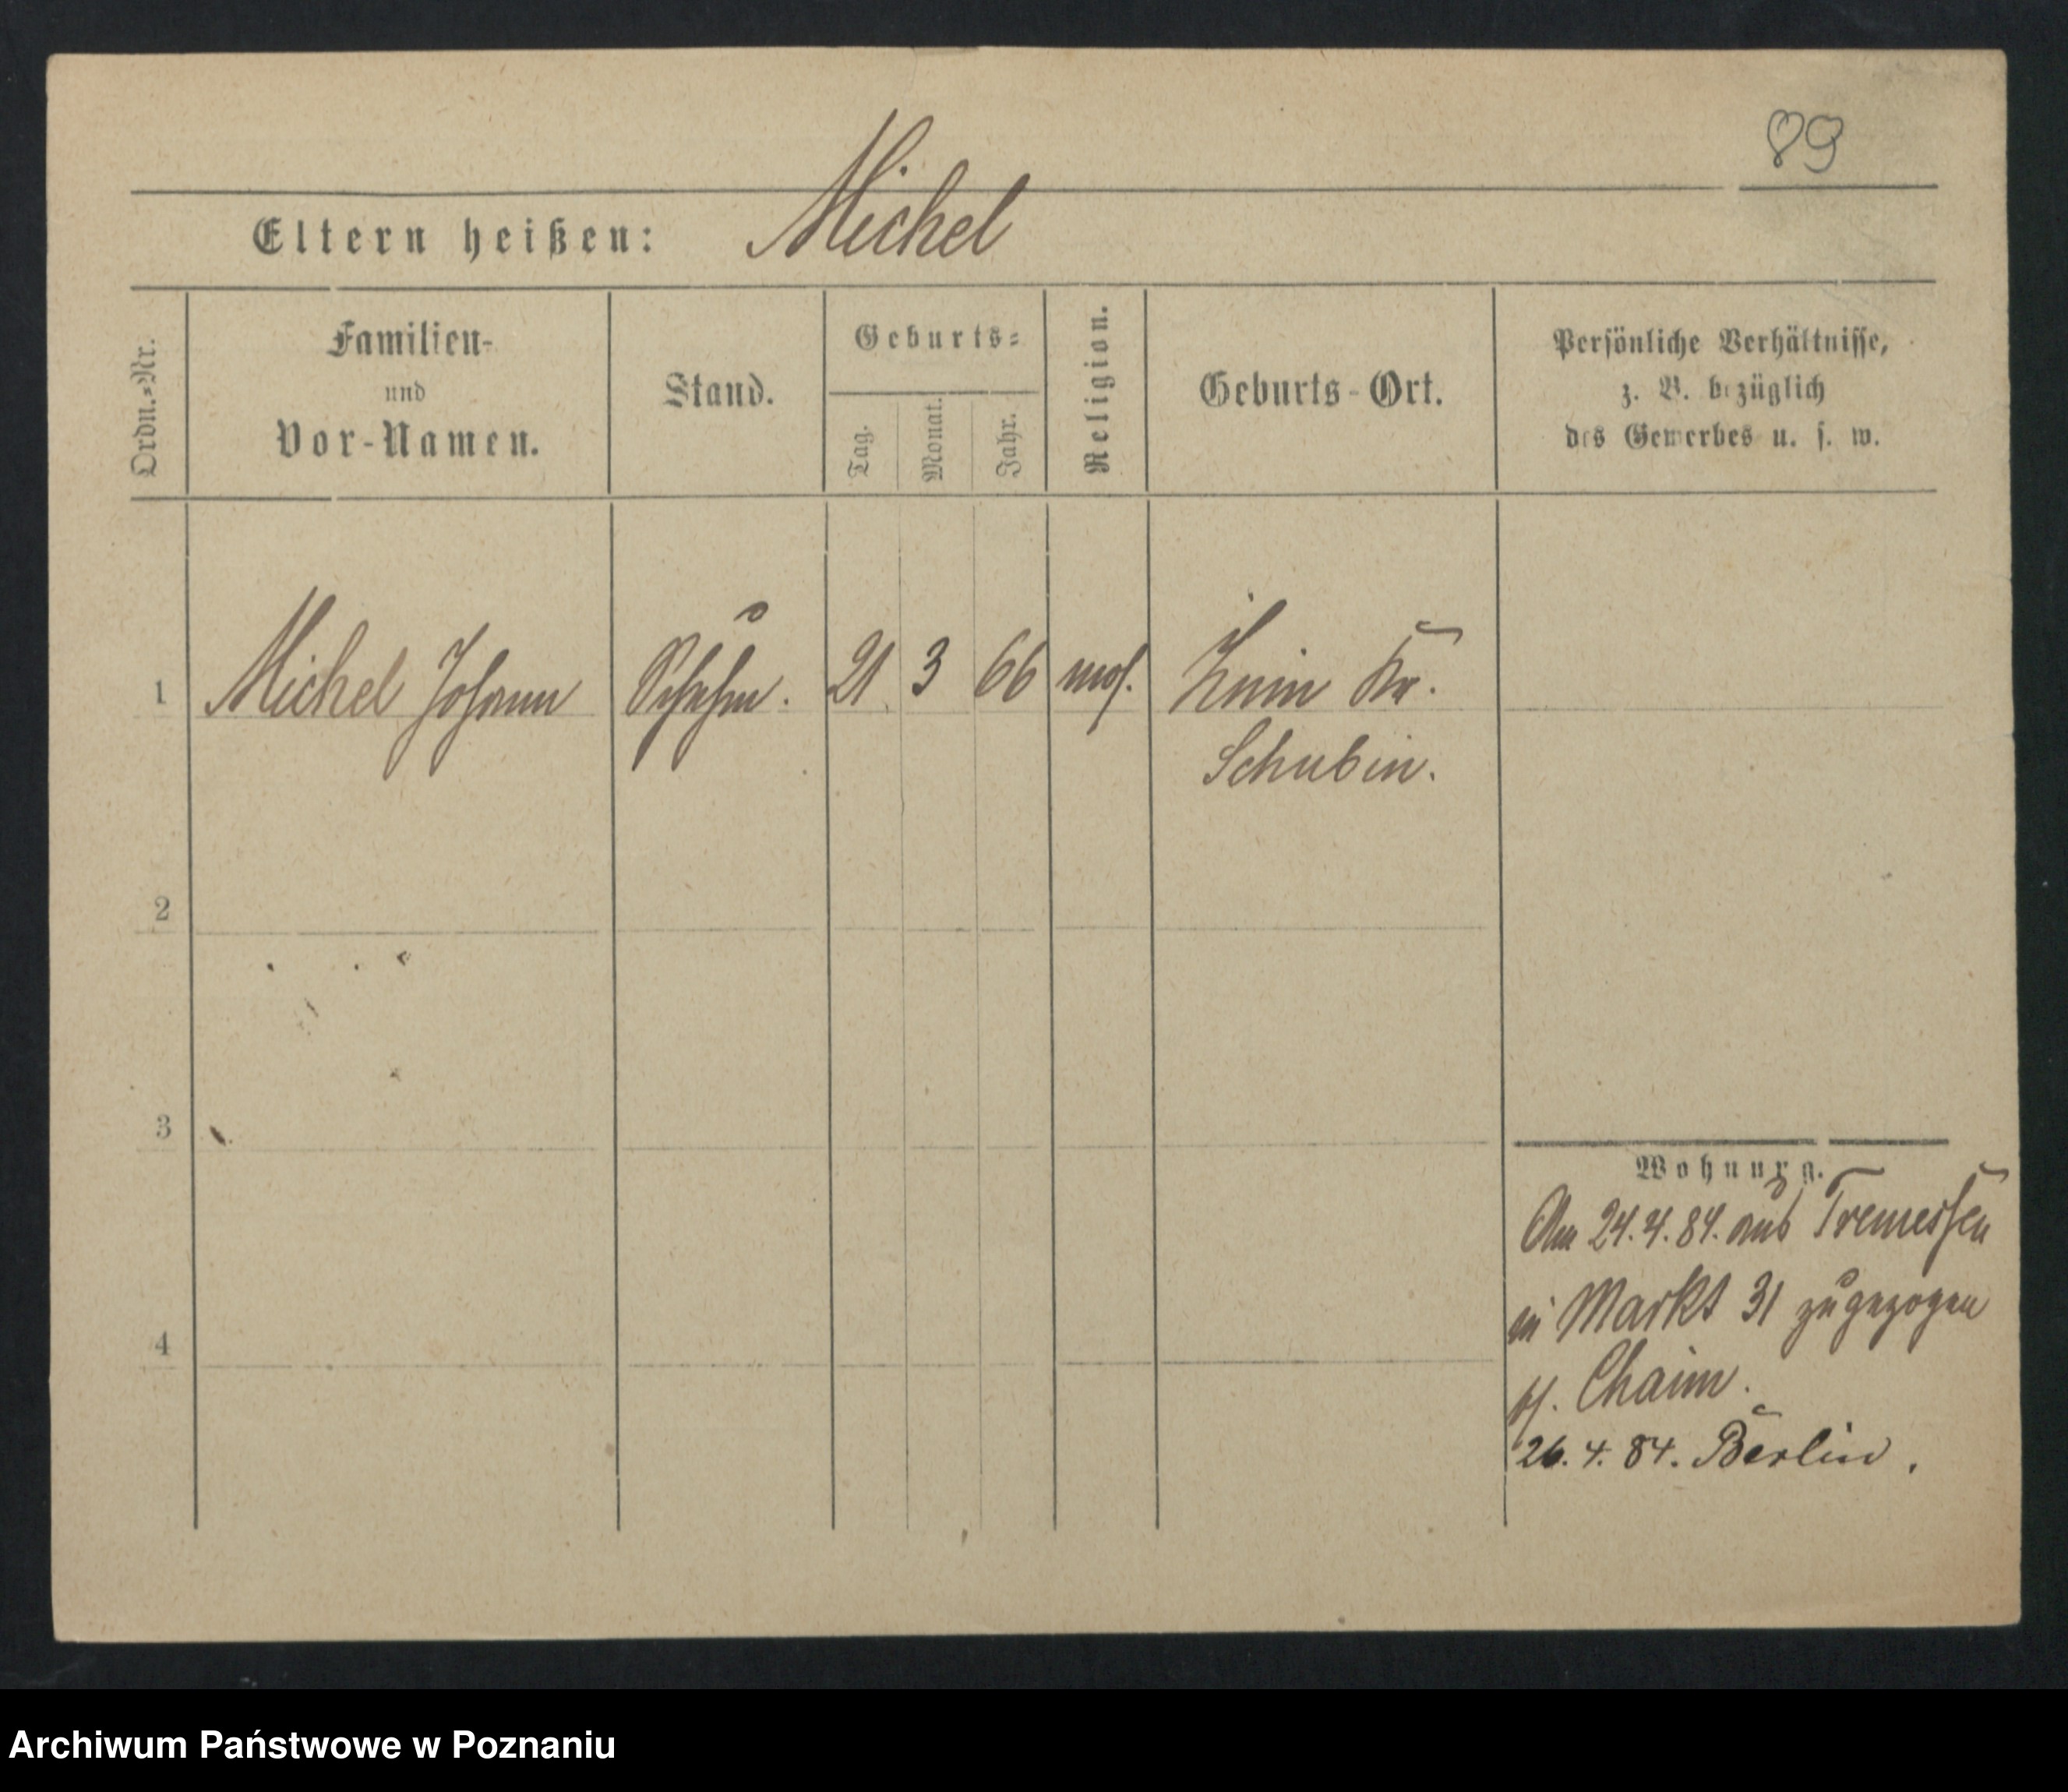 89
Eltern heißen: Michel
Ordn.-Nr.
Familien-
und
Vor-Namen.
Stand.
Geburts-
Tag.
Monat.
Jahr.
Religion.
Geburts-Ort.
Persönliche Verhältnisse,
z. B. bezüglich
des Gewerbes u. s. w.
1 Michel Johann 21 3 66 mos. Znin Kr.
Schubin.
2
3
4
Wohnung.
Am 24.4.84. aus Tremessen
in Markt 31 zugezogen
Chaim.
26. 4. 84. Berlin.
Archiwum Państwowe w Poznaniu